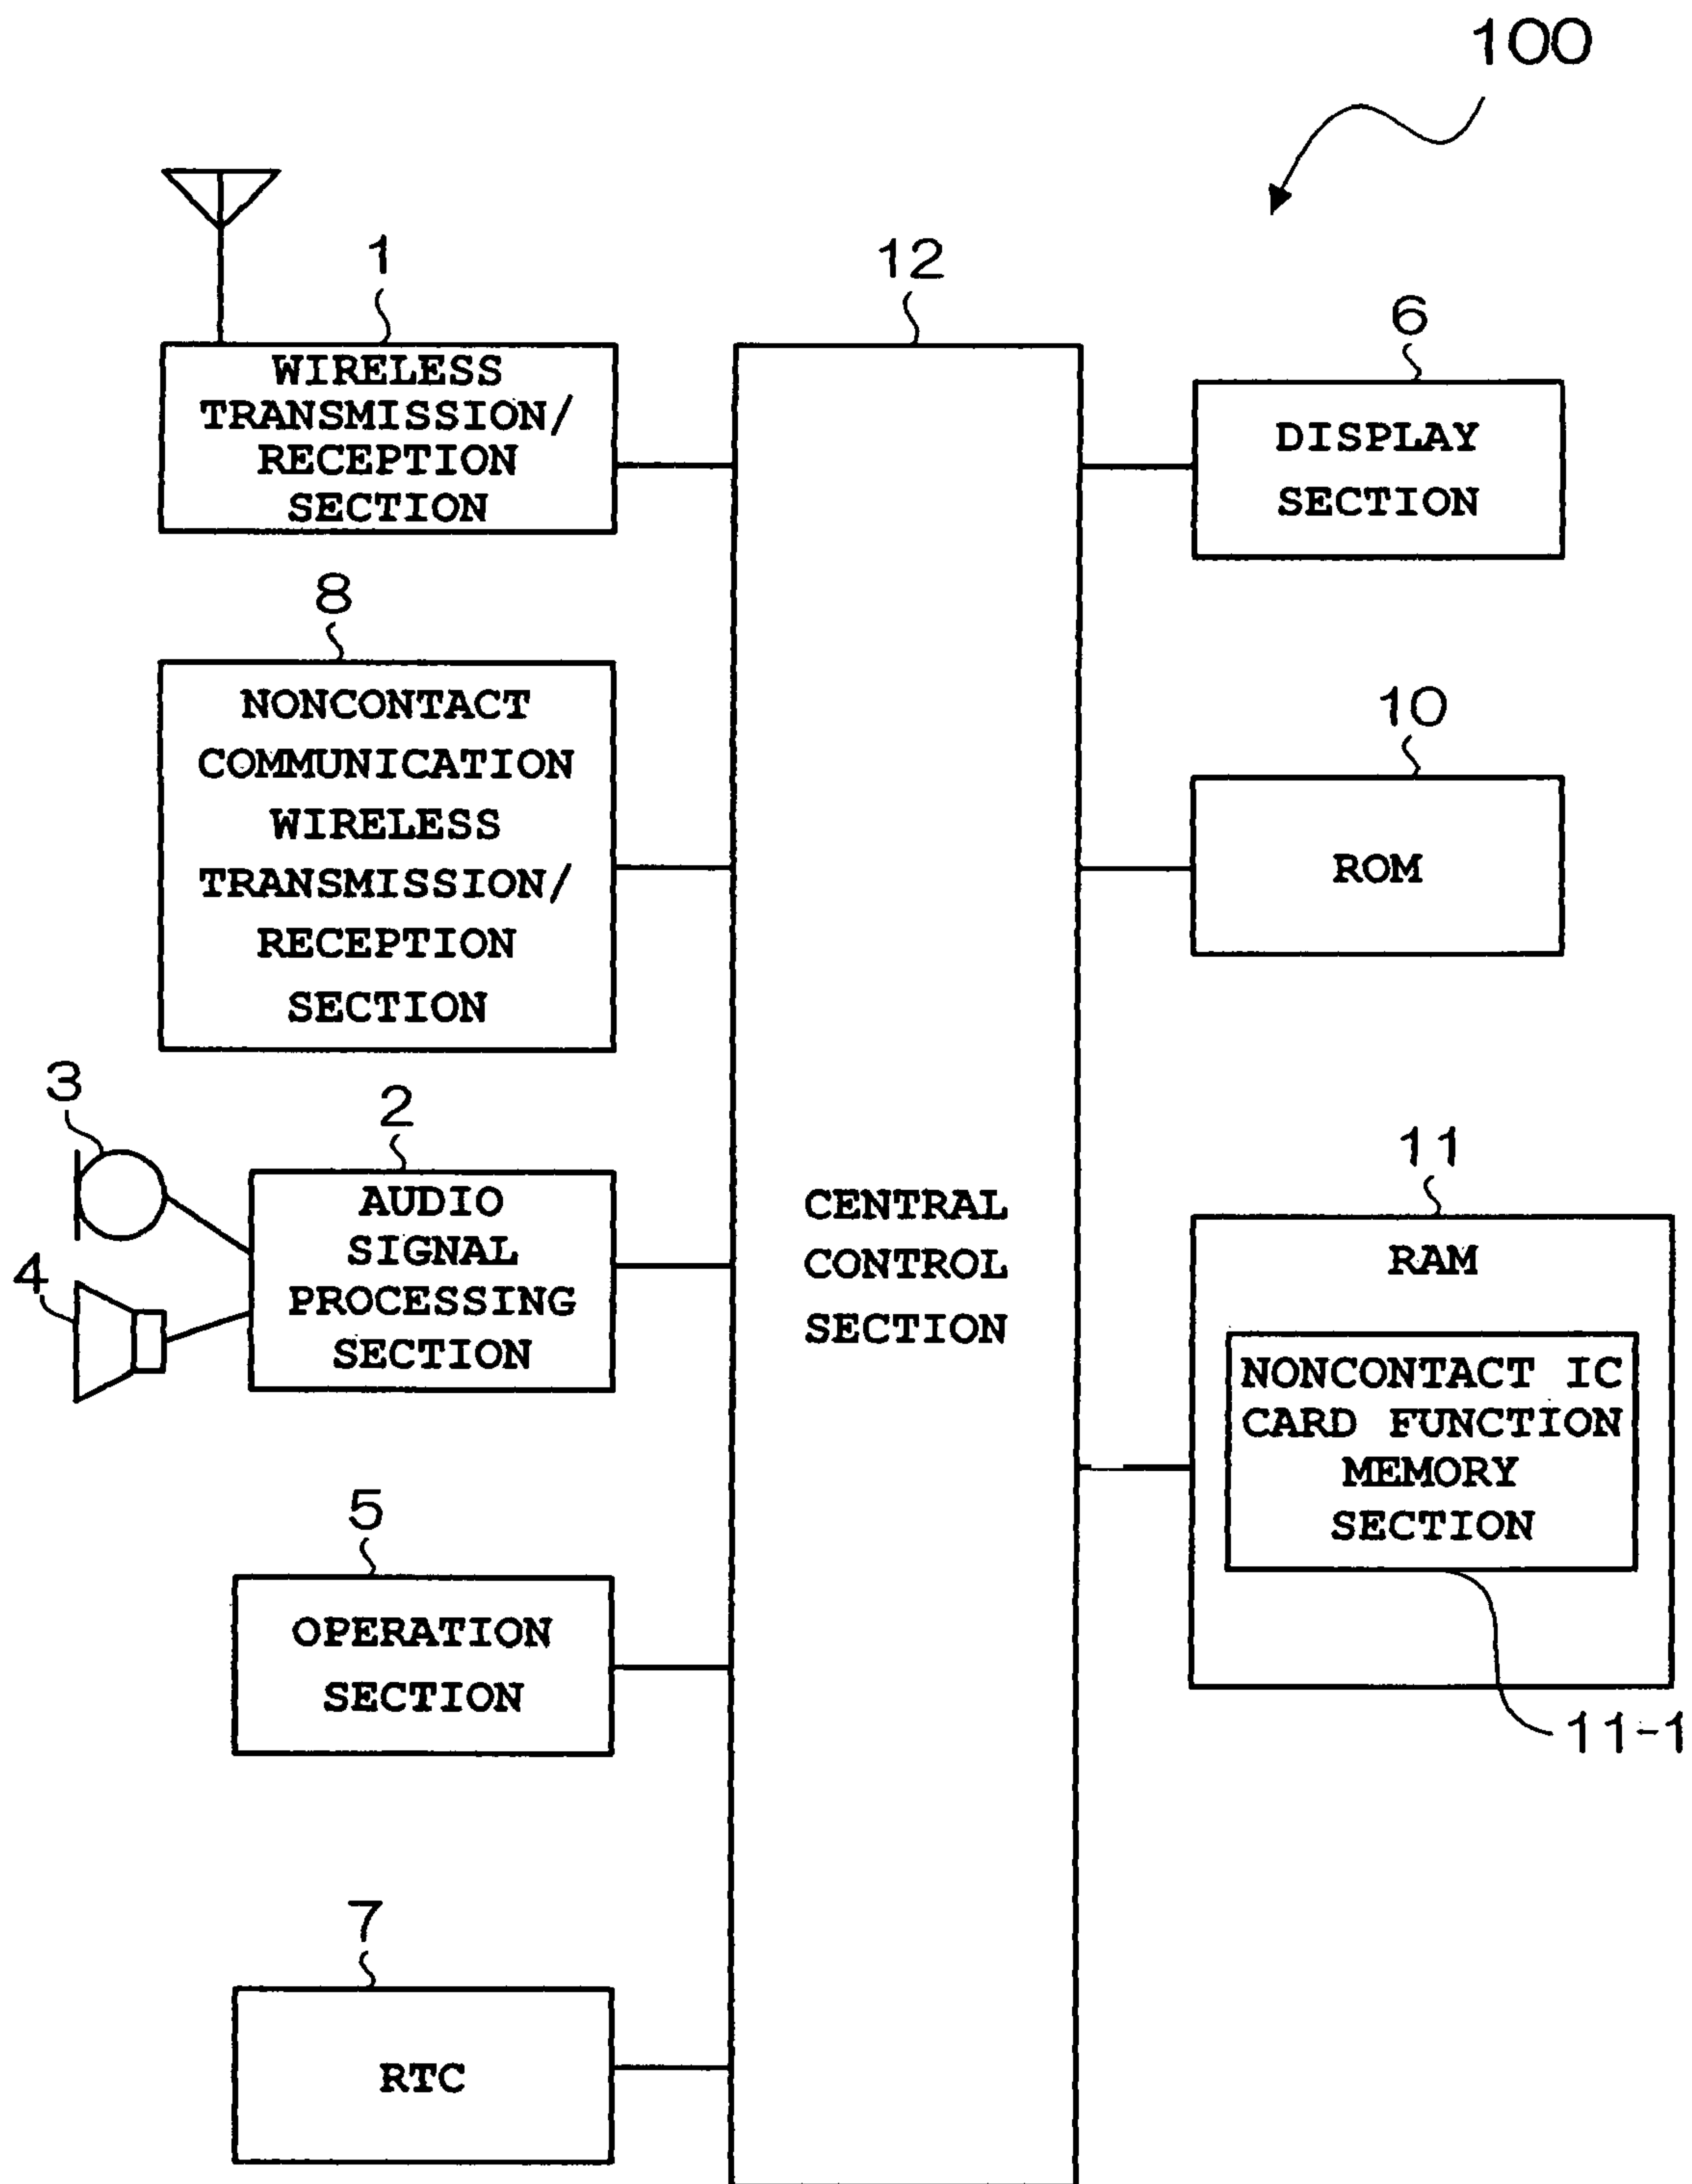 100
1
WIRELESS
TRANSMISSION/
RECEPTION
SECTION
12
6
DISPLAY
SECTION
8
NONCONTACT
COMMUNICATION
WIRELESS
TRANSMISSION/
RECEPTION
SECTION
10
ROM
3
4
2
AUDIO
SIGNAL
PROCESSING
SECTION
CENTRAL
CONTROL
SECTION
11
RAM
NONCONTACT IC
CARD FUNCTION
MEMORY
SECTION
11-1
5
OPERATION
SECTION
7
RTC